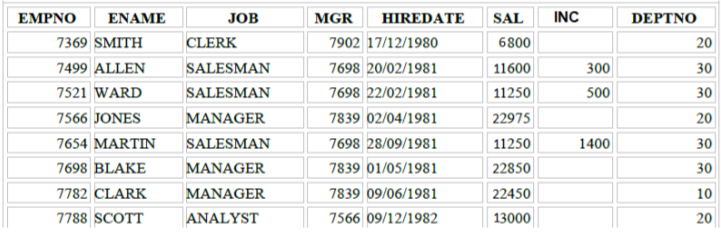 EMPNO ENAME JOB MGR HIREDATE SAL INC DEPTNO
7369 SMITH CLERK 7902 17/12/1980 6800 20
7499 ALLEN SALESMAN 7698 20/02/1981 11600 300 30
7521 WARD SALESMAN 7698 22/02/1981 11250 500 30
7566 JONES MANAGER 7839 02/04/1981 22975 20
7654 MARTIN SALESMAN 7698 28/09/1981 11250 1400 30
7698 BLAKE MANAGER 7839 01/05/1981 22850 30
7782 CLARK MANAGER 7839 09/06/1981 22450 10
7788 SCOTT ANALYST 7566 09/12/1982 13000 20